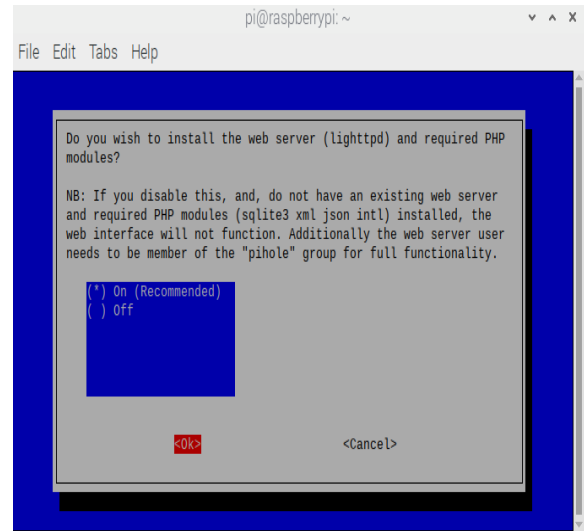 pi@raspberrypi: ~
File Edit Tabs Help
Do you wish to install the web server (lighttpd) and required PHP
modules?
NB: If you disable this, and, do not have an existing web server
and required PHP modules (sqlite3 xml json intl) installed, the
web interface will not function. Additionally the web server user
needs to be member of the "pihole" group for full functionality.
(*) On (Recommended)
( ) Off
<Ok> <Cancel>